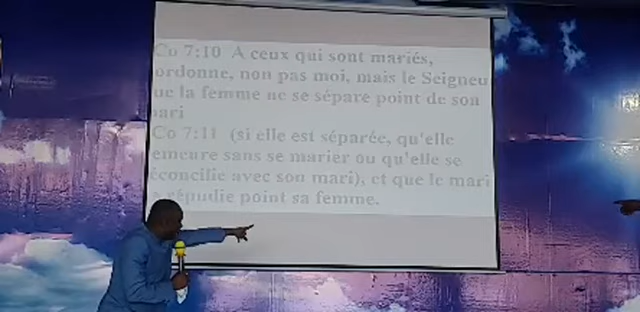 Co 7:10 A ceux qui sont mariés,
ordonne, non pas moi, mais le Seigneu
ue la femme ne se sépare point de son
ari
Co 7:11 (si elle est séparée, qu'elle
emeure sans se marier ou qu'elle se
éconcilie avec son mari), et que le mari
répudie point sa femme.